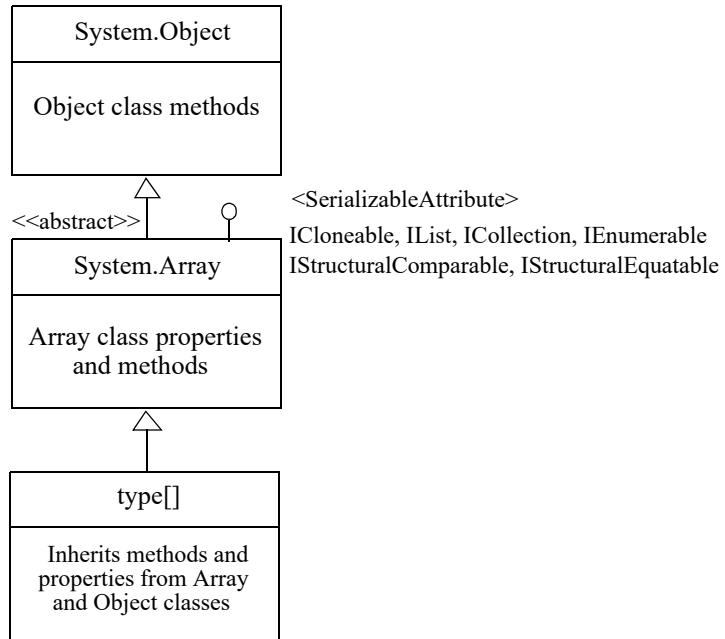 System.Object
Object class methods
<SerializableAttribute>
<<abstract>>
ICloneable, IList, ICollection, IEnumerable
IStructuralComparable, IStructuralEquatable
System.Array
Array class properties
and methods
type[]
Inherits methods and
properties from Array
and Object classes